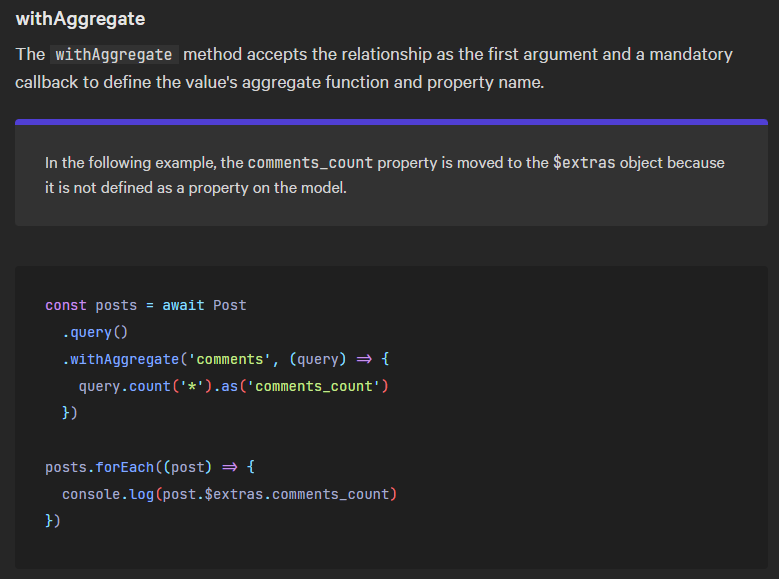 withAggregate
The withAggregate method accepts the relationship as the first argument and a mandatory
callback to define the value's aggregate function and property name.
In the following example, the comments_count property is moved to the $extras object because
it is not defined as a property on the model.
const posts = await Post
  .query()
  .withAggregate('comments', (query) => {
    query.count('*').as('comments_count')
  })

posts.forEach((post) => {
  console.log(post.$extras.comments_count)
})